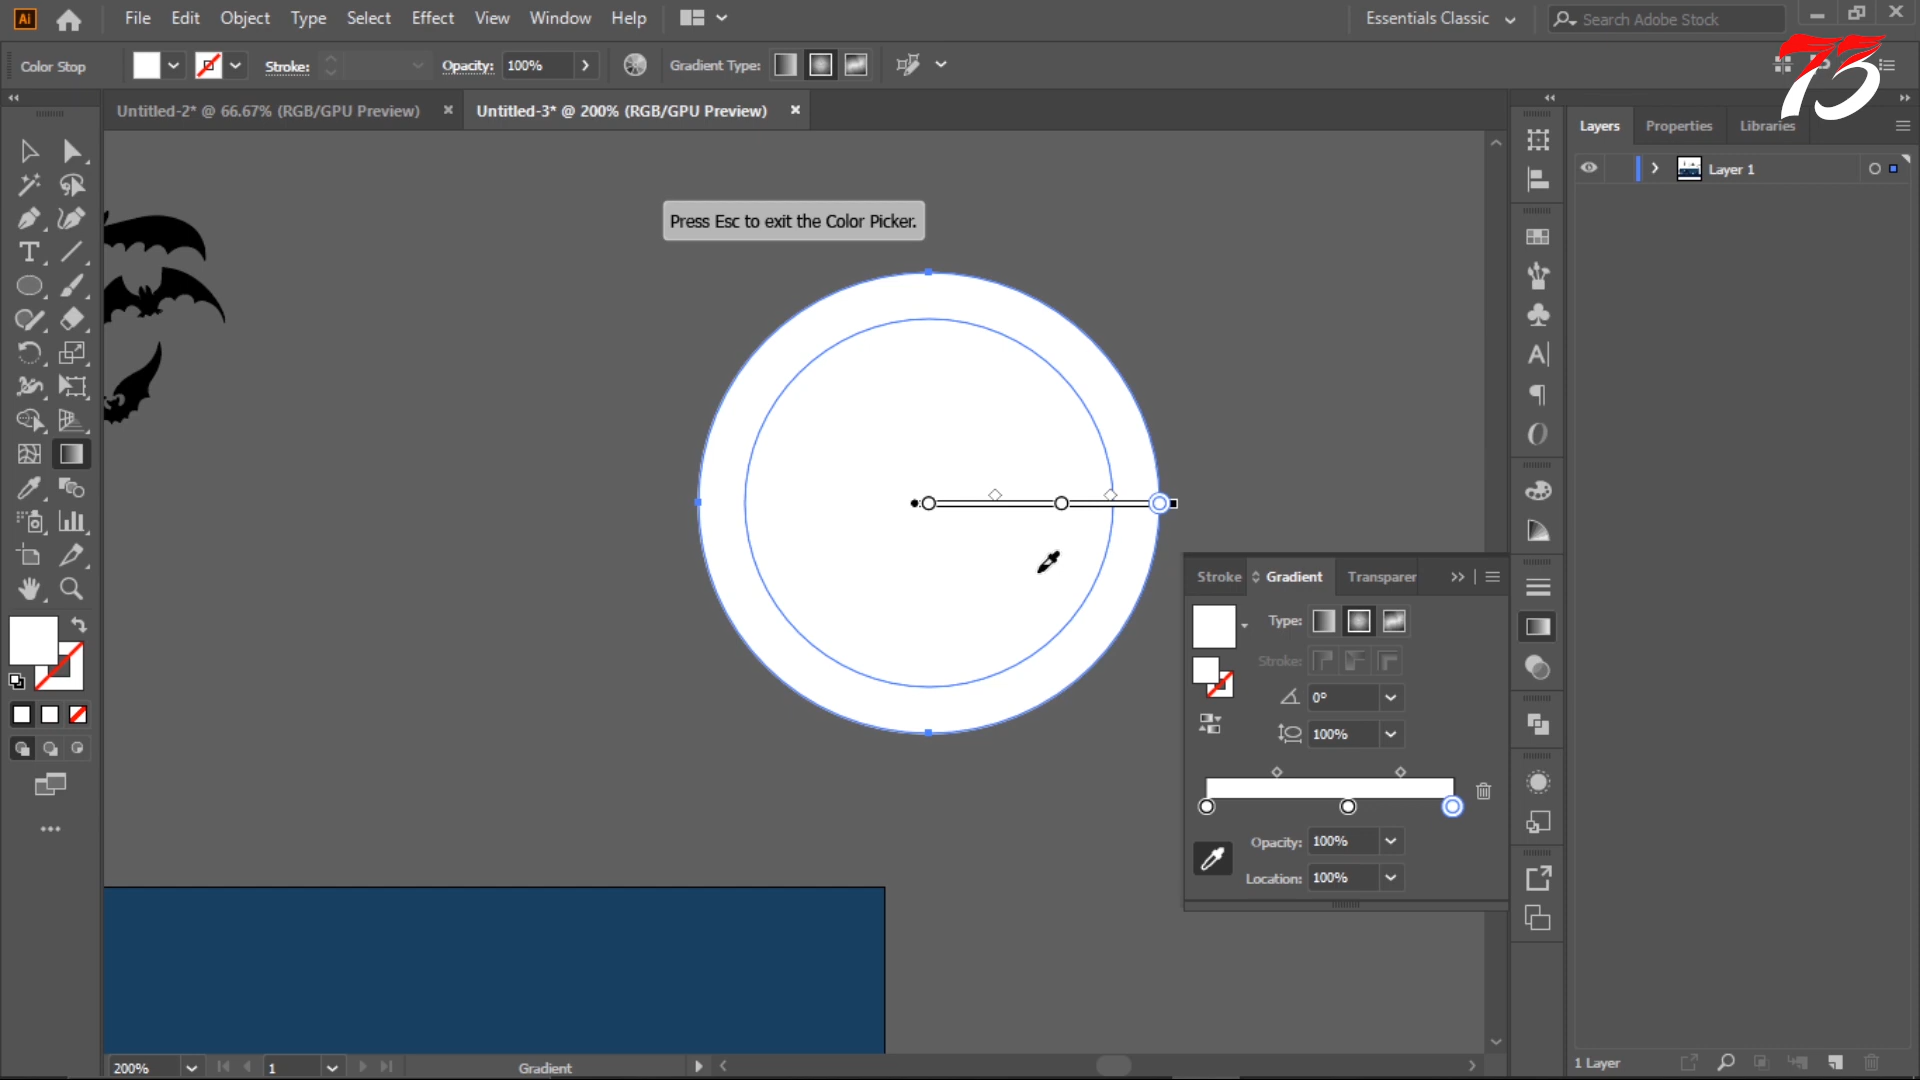 Ai File Edit Object Type Select Effect View Window Help Essentials Classic Search Adobe Stock
Color Stop Stroke: Opacity: 100% Gradient Type:
73
Untitled-2* @ 66.67% (RGB/GPU Preview) Untitled-3* @ 200% (RGB/GPU Preview)
Layers Properties Libraries
Layer 1
Press Esc to exit the Color Picker.
Stroke Gradient Transparer
Type:
Stroke:
0°
100%
Opacity: 100%
Location: 100%
200% 1 Gradient
1 Layer